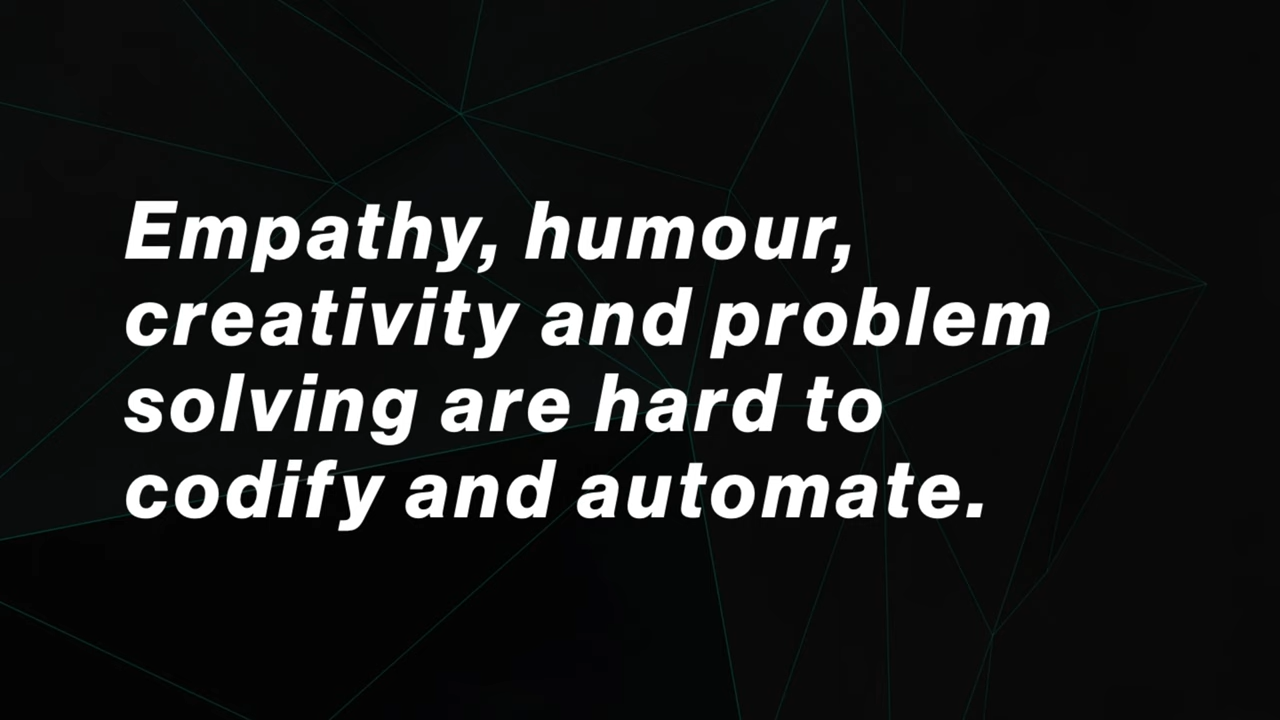 Empathy, humour,
creativity and problem
solving are hard to
codify and automate.